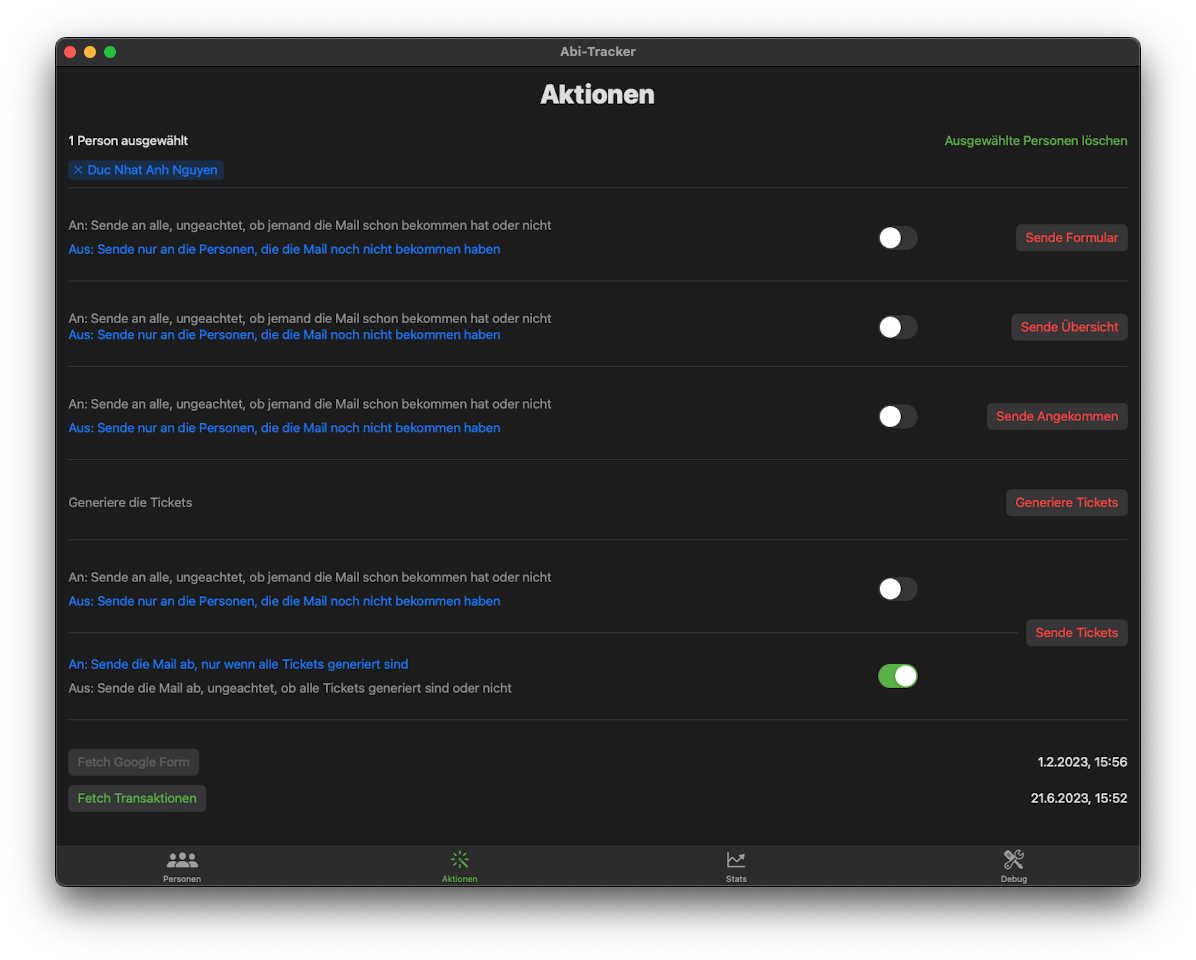 Abi-Tracker
Aktionen
1 Person ausgewählt
Ausgewählte Personen löschen
× Duc Nhat Anh Nguyen
An: Sende an alle, ungeachtet, ob jemand die Mail schon bekommen hat oder nicht
Aus: Sende nur an die Personen, die die Mail noch nicht bekommen haben
Sende Formular
An: Sende an alle, ungeachtet, ob jemand die Mail schon bekommen hat oder nicht
Aus: Sende nur an die Personen, die die Mail noch nicht bekommen haben
Sende Übersicht
An: Sende an alle, ungeachtet, ob jemand die Mail schon bekommen hat oder nicht
Aus: Sende nur an die Personen, die die Mail noch nicht bekommen haben
Sende Angekommen
Generiere die Tickets
Generiere Tickets
An: Sende an alle, ungeachtet, ob jemand die Mail schon bekommen hat oder nicht
Aus: Sende nur an die Personen, die die Mail noch nicht bekommen haben
Sende Tickets
An: Sende die Mail ab, nur wenn alle Tickets generiert sind
Aus: Sende die Mail ab, ungeachtet, ob alle Tickets generiert sind oder nicht
Fetch Google Form
1.2.2023, 15:56
Fetch Transaktionen
21.6.2023, 15:52
Personen
Aktionen
Stats
Debug